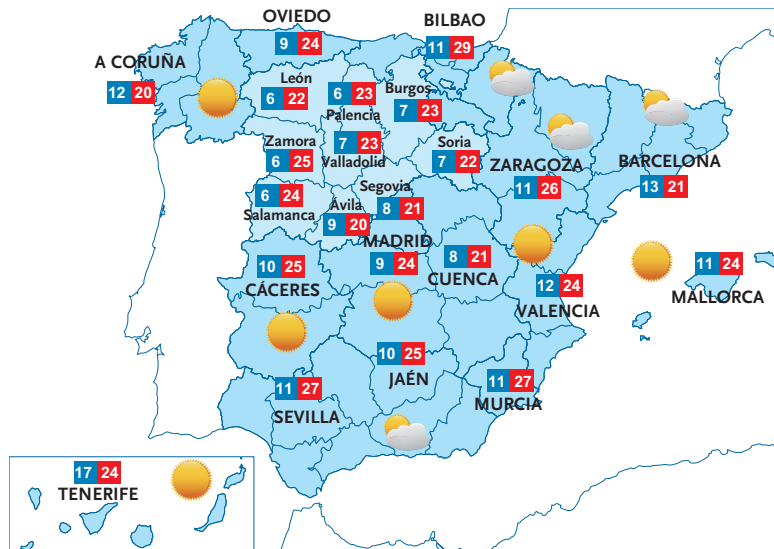 OVIEDO
9 24
BILBAO
11 29
A CORUÑA
12 20
León
6 22
6 23
Palencia
Burgos
7 23
Zamora
6 25
7 23
Valladolid
Soria
7 22
ZARAGOZA
11 26
BARCELONA
13 21
6 24
Salamanca
Ávila
9 20
Segovia
8 21
MADRID
9 24
8 21
CUENCA
10 25
CÁCERES
12 24
VALENCIA
11 24
MALLORCA
10 25
JAÉN
11 27
SEVILLA
11 27
MURCIA
17 24
TENERIFE